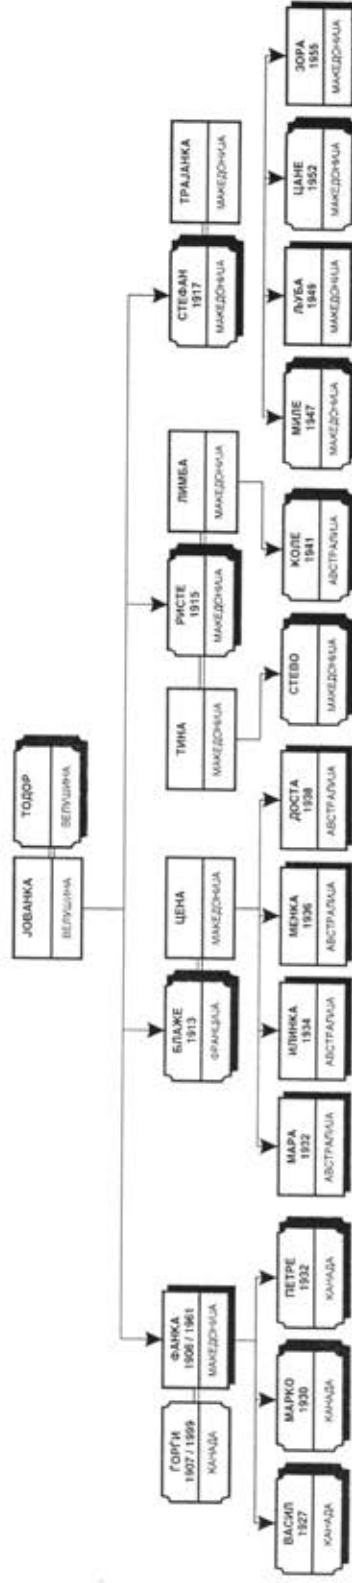 ЈОВАНКА
ВЕЛУШИНА
ТОДОР
ВЕЛУШИНА
ЃОРГИ
1907 / 1999
КАНАДА
ФАНКА
1906 / 1961
МАКЕДОНИЈА
БЛАЖЕ
1913
ФРАНЦИЈА
ЦЕНА
МАКЕДОНИЈА
ТИНА
МАКЕДОНИЈА
РИСТЕ
1915
МАКЕДОНИЈА
ЛИМБА
МАКЕДОНИЈА
СТЕФАН
1917
МАКЕДОНИЈА
ТРАЈАНКА
МАКЕДОНИЈА
ВАСИЛ
1927
КАНАДА
МАРКО
1930
КАНАДА
ПЕТРЕ
1932
КАНАДА
МАРА
1932
АВСТРАЛИЈА
ИЛИНКА
1934
АВСТРАЛИЈА
МЕНКА
1936
АВСТРАЛИЈА
ДОСТА
1938
АВСТРАЛИЈА
СТЕВО
МАКЕДОНИЈА
КОЛЕ
1941
АВСТРАЛИЈА
МИЛЕ
1947
МАКЕДОНИЈА
ЉУБА
1949
МАКЕДОНИЈА
ЦАНЕ
1952
МАКЕДОНИЈА
ЗОРА
1955
МАКЕДОНИЈА